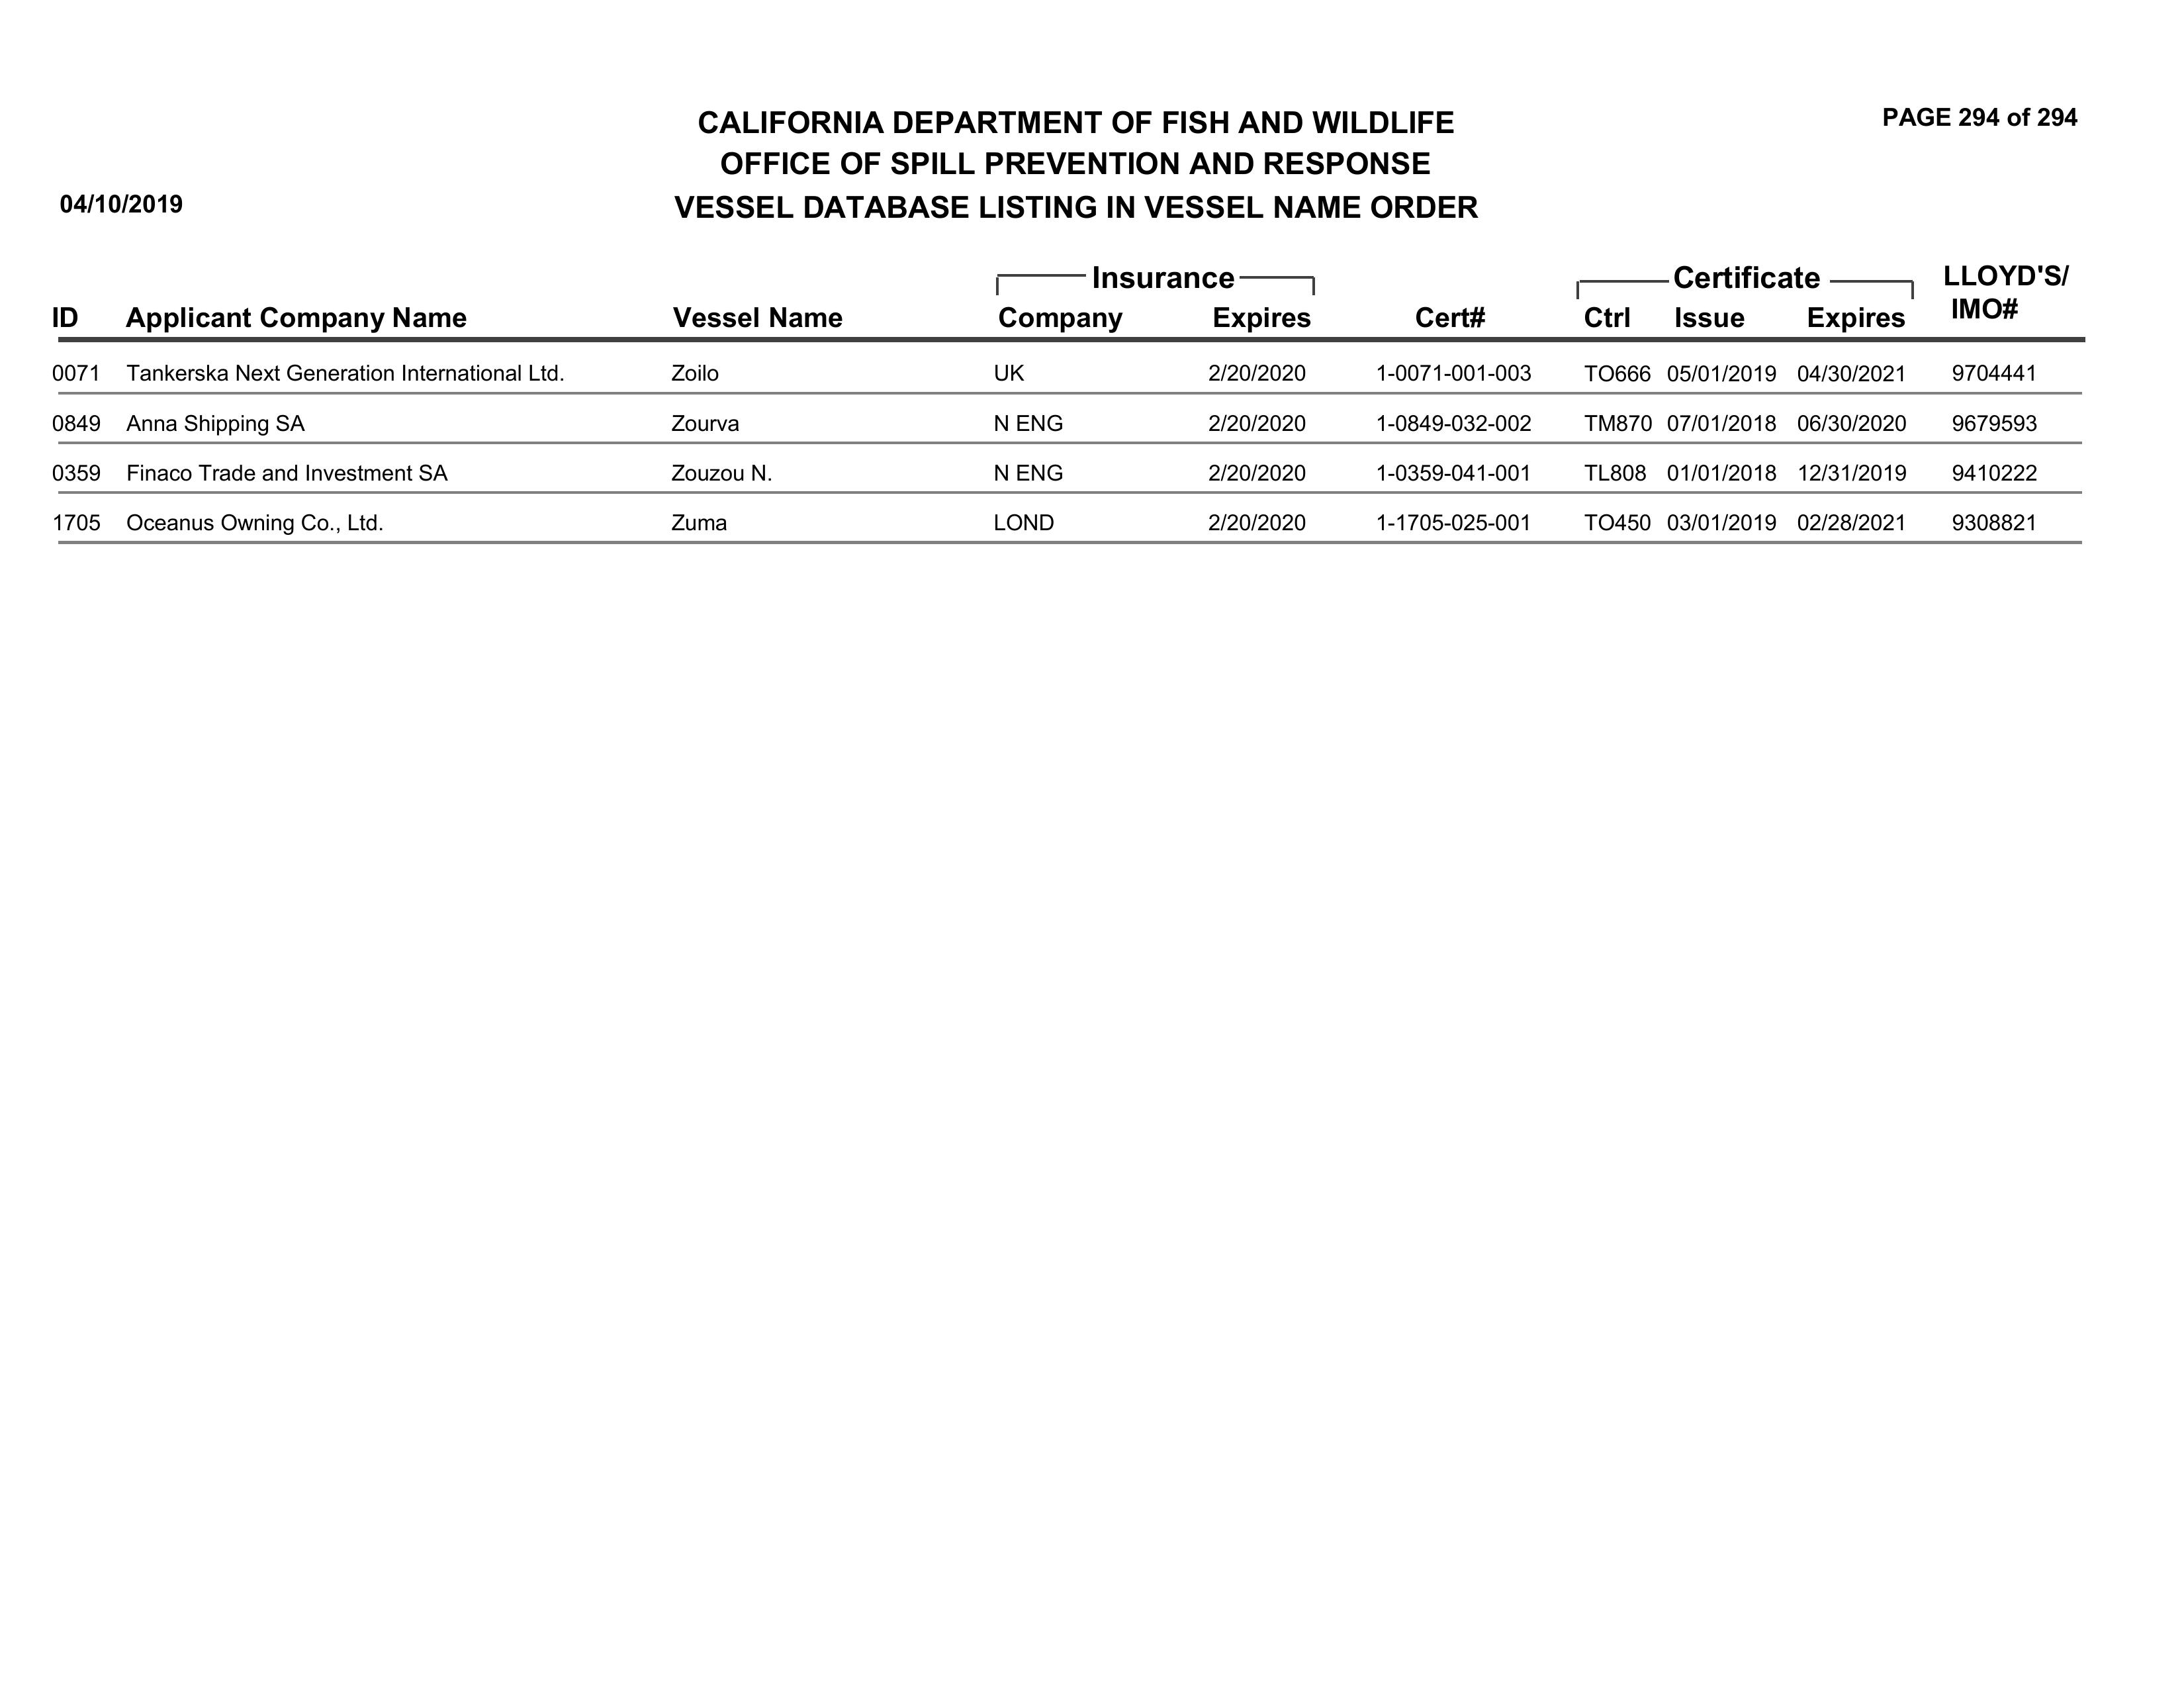 CALIFORNIA DEPARTMENT OF FISH AND WILDLIFE PAGE 294 of 294
OFFICE OF SPILL PREVENTION AND RESPONSE
04/10/2019 VESSEL DATABASE LISTING IN VESSEL NAME ORDER
Insurance Certificate LLOYD'S/
ID Applicant Company Name Vessel Name Company Expires Cert# Ctrl Issue Expires IMO#
0071 Tankerska Next Generation International Ltd. Zoilo UK 2/20/2020 1-0071-001-003 TO666 05/01/2019 04/30/2021 9704441
0849 Anna Shipping SA Zourva N ENG 2/20/2020 1-0849-032-002 TM870 07/01/2018 06/30/2020 9679593
0359 Finaco Trade and Investment SA Zouzou N. N ENG 2/20/2020 1-0359-041-001 TL808 01/01/2018 12/31/2019 9410222
1705 Oceanus Owning Co., Ltd. Zuma LOND 2/20/2020 1-1705-025-001 TO450 03/01/2019 02/28/2021 9308821